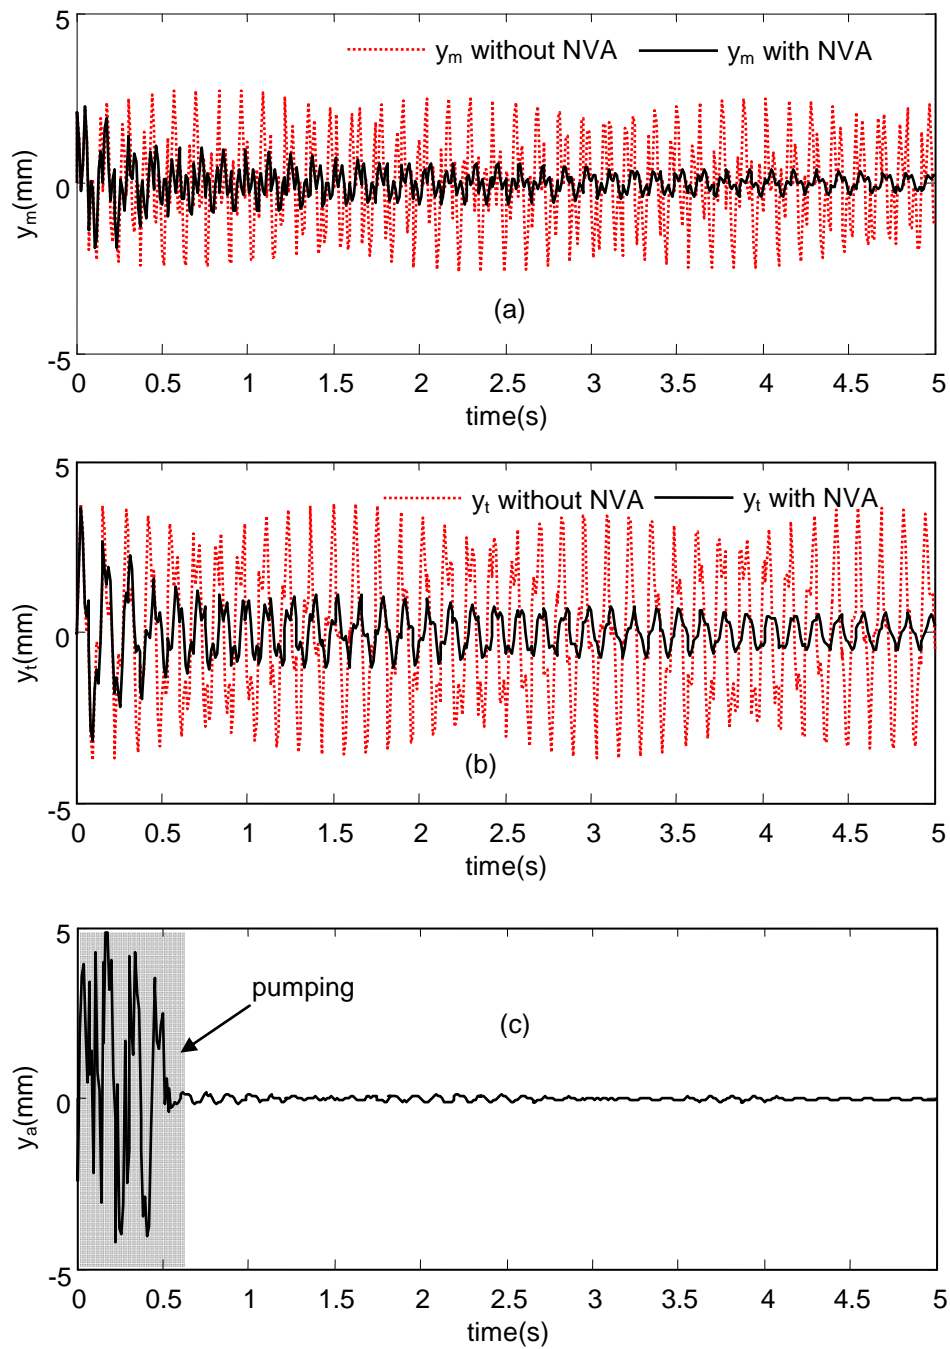 5
y_m without NVA y_m with NVA
y_m(mm)
0
(a)
-5
0 0.5 1 1.5 2 2.5 3 3.5 4 4.5 5
time(s)
5
y_t without NVA y_t with NVA
y_t(mm)
0
(b)
-5
0 0.5 1 1.5 2 2.5 3 3.5 4 4.5 5
time(s)
5
pumping
(c)
y_a(mm)
0
-5
0 0.5 1 1.5 2 2.5 3 3.5 4 4.5 5
time(s)